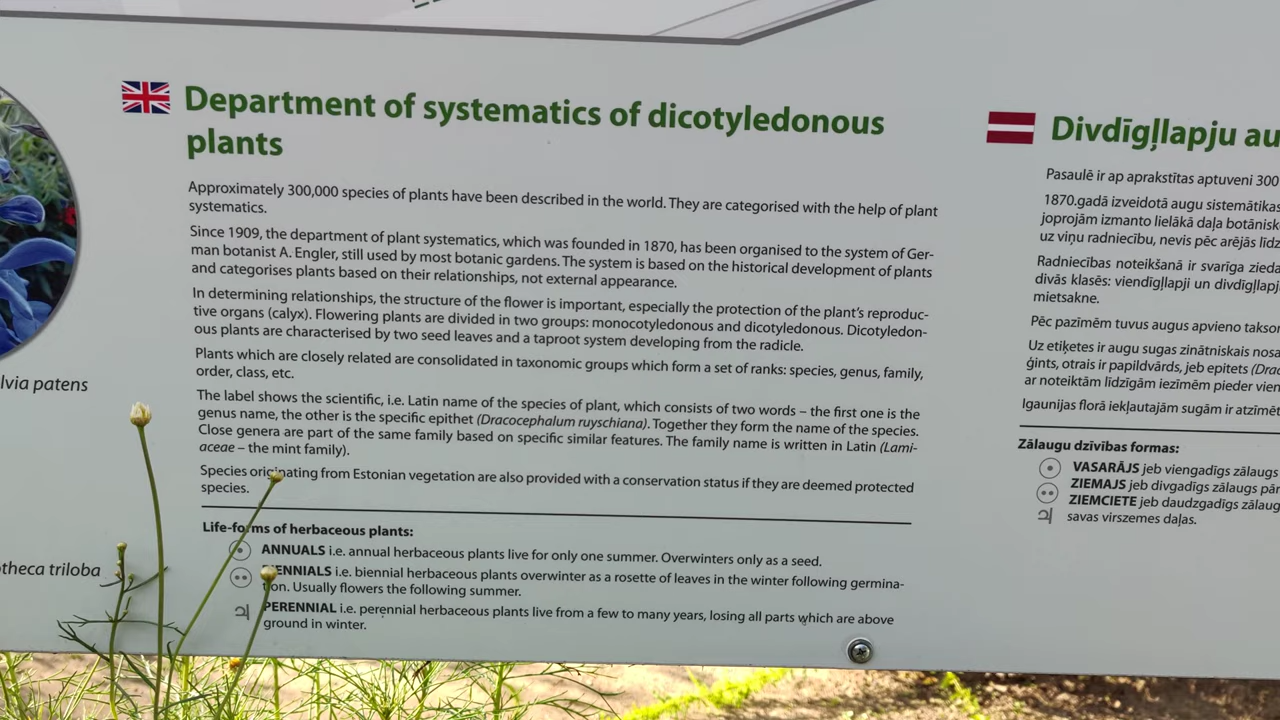 Department of systematics of dicotyledonous
plants
Approximately 300,000 species of plants have been described in the world. They are categorised with the help of plant
systematics.
Since 1909, the department of plant systematics, which was founded in 1870, has been organised to the system of Ger-
man botanist A. Engler, still used by most botanic gardens. The system is based on the historical development of plants
and categorises plants based on their relationships, not external appearance.
In determining relationships, the structure of the flower is important, especially the protection of the plant's reproduc-
tive organs (calyx). Flowering plants are divided in two groups: monocotyledonous and dicotyledonous. Dicotyledon-
ous plants are characterised by two seed leaves and a taproot system developing from the radicle.
Plants which are closely related are consolidated in taxonomic groups which form a set of ranks: species, genus, family,
order, class, etc.
The label shows the scientific, i.e. Latin name of the species of plant, which consists of two words – the first one is the
genus name, the other is the specific epithet (Dracocephalum ruyschiana). Together they form the name of the species.
Close genera are part of the same family based on specific similar features. The family name is written in Latin (Lami-
aceae – the mint family).
Species originating from Estonian vegetation are also provided with a conservation status if they are deemed protected
species.
Life-forms of herbaceous plants:
ANNUALS i.e. annual herbaceous plants live for only one summer. Overwinters only as a seed.
BIENNIALS i.e. biennial herbaceous plants overwinter as a rosette of leaves in the winter following germina-
tion. Usually flowers the following summer.
PERENNIAL i.e. perennial herbaceous plants live from a few to many years, losing all parts which are above
ground in winter.
lvia patens
theca triloba
Divdīgļlapju au
Pasaulē ir ap aprakstītas aptuveni 300
1870.gadā izveidotā augu sistemātikas
joprojām izmanto lielākā daļa botānisk
uz viņu radniecību, nevis pēc ārējās līdz
Radniecības noteikšanā ir svarīga zieda
divās klasēs: viendīgļlapji un divdīgļlapj
mietsakne.
Pēc pazīmēm tuvus augus apvieno takson
Uz etiķetes ir augu sugas zinātniskais nosa
ģints, otrais ir papildvārds, jeb epitets (Drac
ar noteiktām līdzīgām iezīmēm pieder vien
Igaunijas florā iekļautajām sugām ir atzīmēt
Zālaugu dzīvības formas:
VASARĀJS jeb viengadīgs zālaugs
ZIEMAJS jeb divgadīgs zālaugs pār
ZIEMCIETE jeb daudzgadīgs zālaug
savas virszemes daļas.